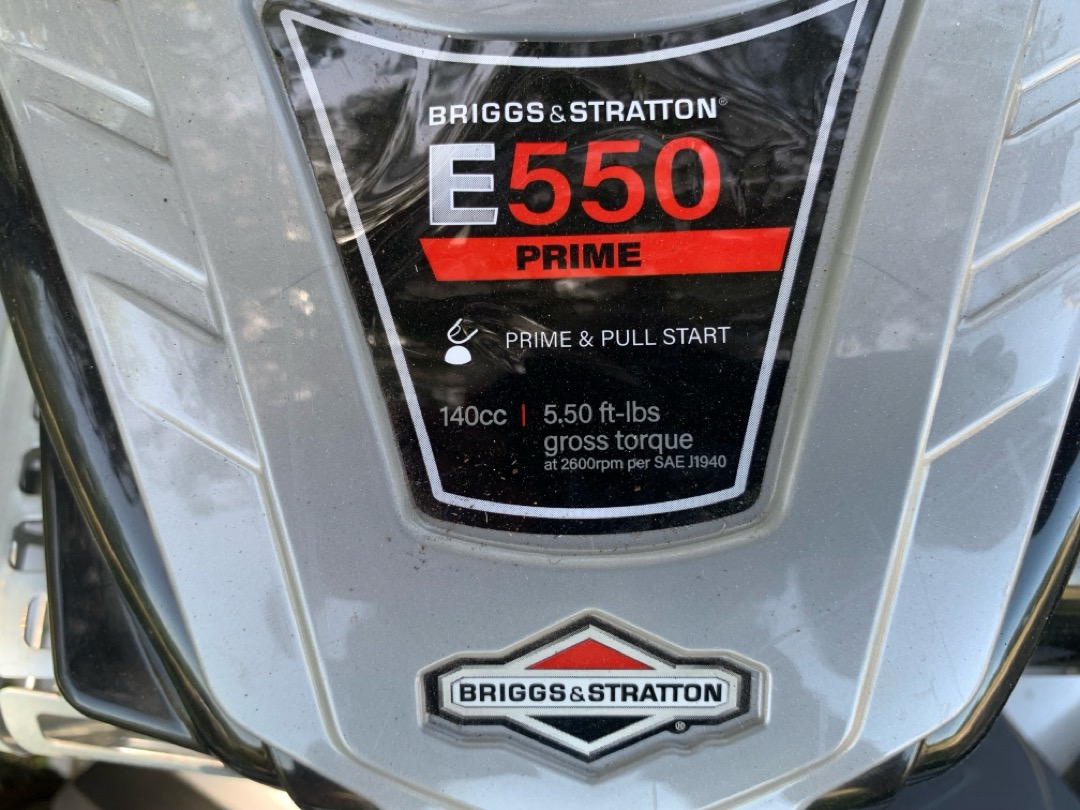 BRIGGS & STRATTON®
E550
PRIME
PRIME & PULL START
140cc | 5.50 ft-lbs
gross torque
at 2600rpm per SAE J1940
BRIGGS & STRATTON
®